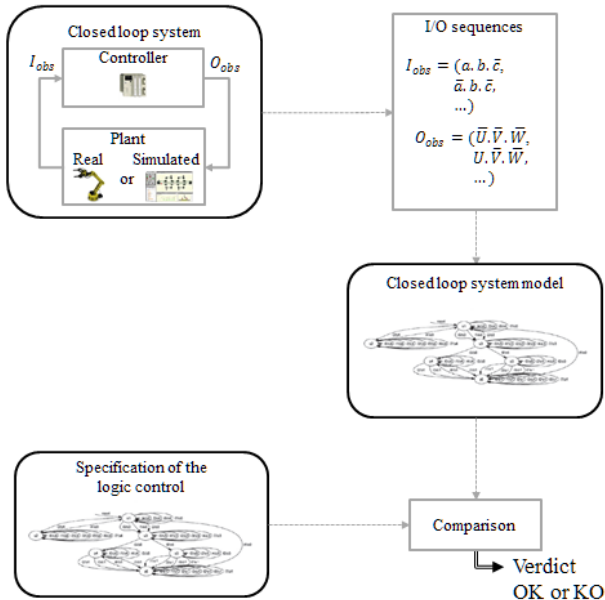 Closed loop system
I_obs
Controller
O_obs
Plant
Real
or
Simulated
I/O sequences
I_obs = (a.b.c̄,
ā.b.c̄,
...)
O_obs = (Ū.V̄.W̄,
U.V̄.W̄,
...)
Closed loop system model
Specification of the
logic control
Comparison
Verdict
OK or KO